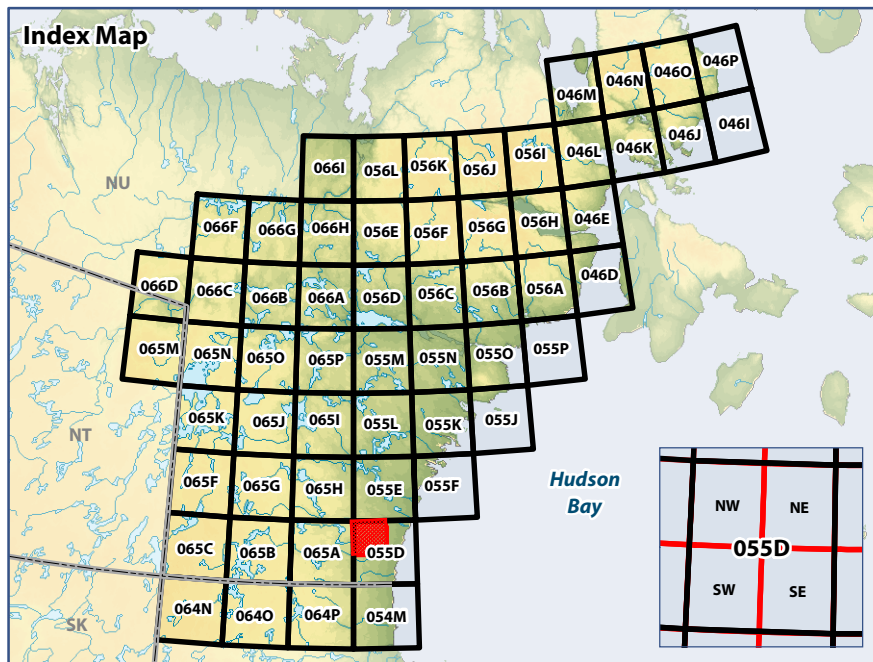 Index Map
046M 046N 046O 046P
066I 056L 056K 056J 056I 046L 046K 046J 046I
NU
066F 066G 066H 056E 056F 056G 056H 046E
066D 066C 066B 066A 056D 056C 056B 056A 046D
065M 065N 065O 065P 055M 055N 055O 055P
065K 065J 065I 055L 055K 055J
NT
065F 065G 065H 055E 055F
Hudson
Bay
065C 065B 065A 055D
064N 064O 064P 054M
SK
NW NE
055D
SW SE